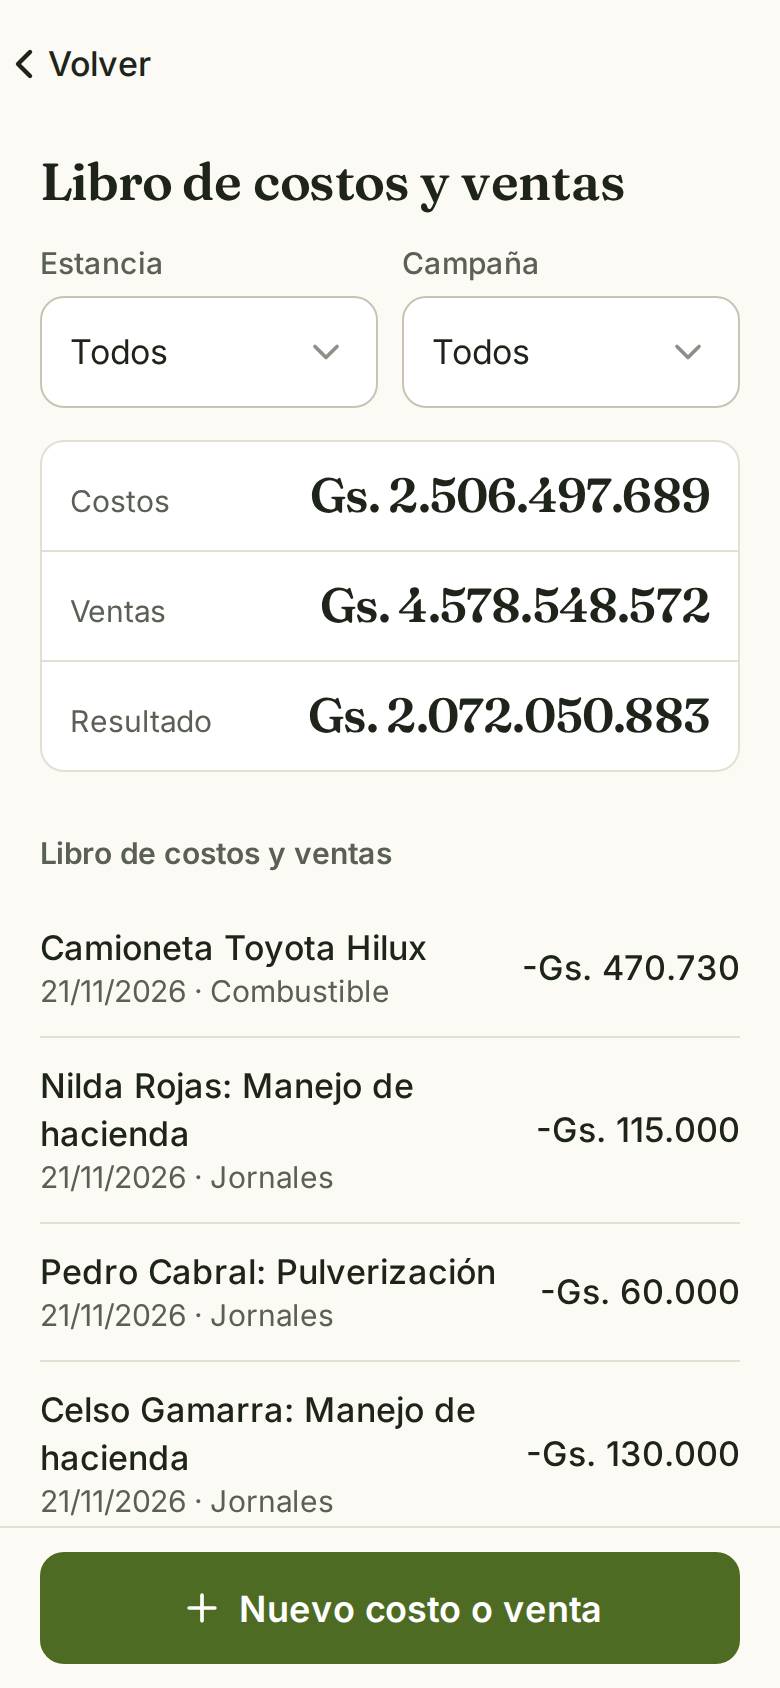 Volver
Libro de costos y ventas
Estancia
Campaña
Todos
Todos
Costos
Gs. 2.506.497.689
Ventas
Gs. 4.578.548.572
Resultado
Gs. 2.072.050.883
Libro de costos y ventas
Camioneta Toyota Hilux
21/11/2026 · Combustible
-Gs. 470.730
Nilda Rojas: Manejo de
hacienda
21/11/2026 · Jornales
-Gs. 115.000
Pedro Cabral: Pulverización
21/11/2026 · Jornales
-Gs. 60.000
Celso Gamarra: Manejo de
hacienda
21/11/2026 · Jornales
-Gs. 130.000
Nuevo costo o venta